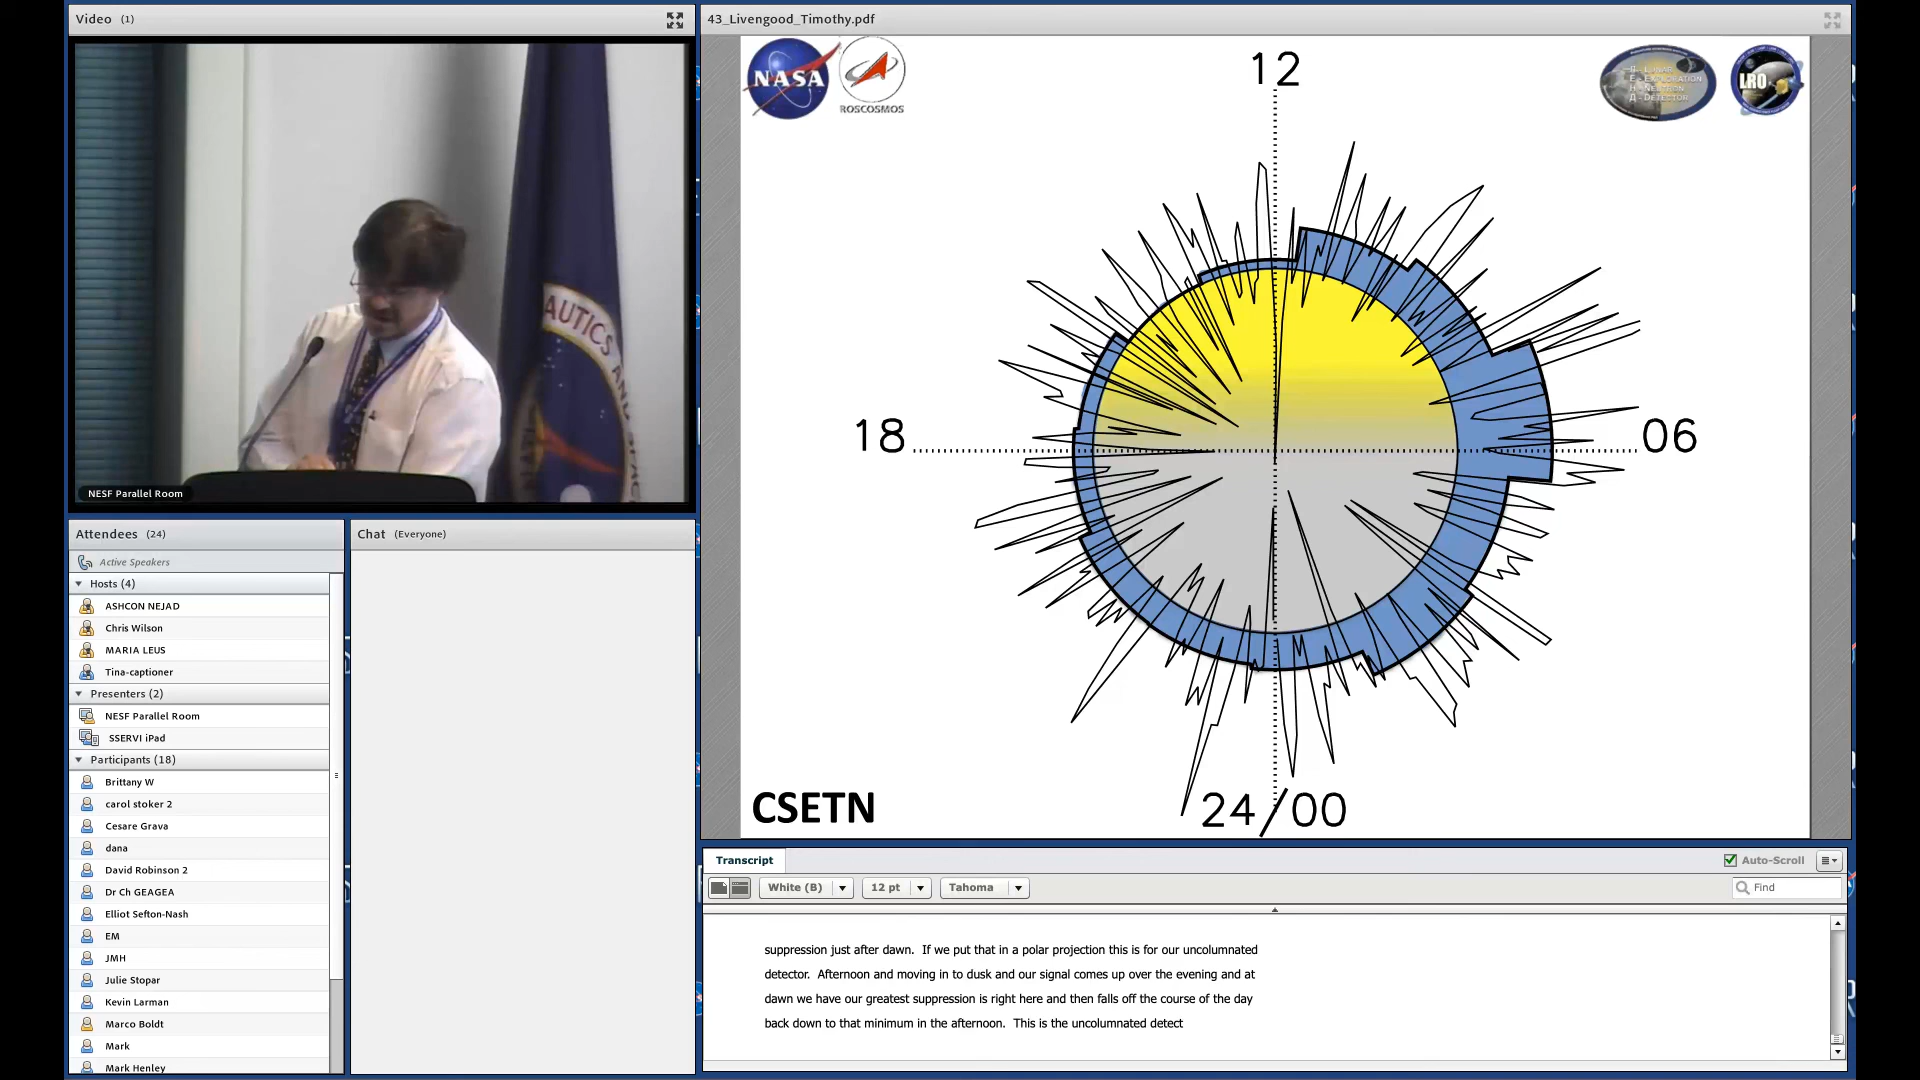 Video (1)
NESF Parallel Room
AUTICS AND SPACE
Attendees (24)
Active Speakers
Hosts (4)
ASHCON NEJAD
Chris Wilson
MARIA LEUS
Tina-captioner
Presenters (2)
NESF Parallel Room
SSERVI iPad
Participants (18)
Brittany W
carol stoker 2
Cesare Grava
dana
David Robinson 2
Dr Ch GEAGEA
Elliot Sefton-Nash
EM
JMH
Julie Stopar
Kevin Larman
Marco Boldt
Mark
Mark Henley
Chat (Everyone)
43_Livengood_Timothy.pdf
NASA
ROSCOSMOS
LUNAR
EXPLORATION
NEUTRON
DETECTOR
LRO
12
18
06
24/00
CSETN
Transcript
Auto-Scroll
White (B)
12 pt
Tahoma
Find
suppression just after dawn. If we put that in a polar projection this is for our uncolumnated
detector. Afternoon and moving in to dusk and our signal comes up over the evening and at
dawn we have our greatest suppression is right here and then falls off the course of the day
back down to that minimum in the afternoon. This is the uncolumnated detect